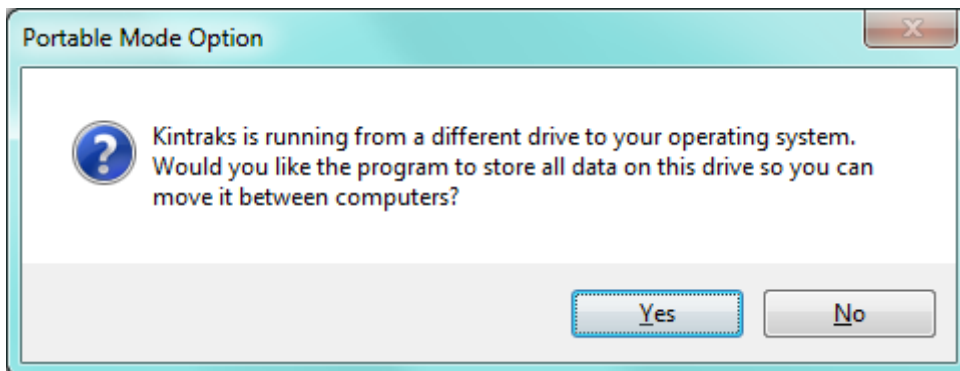 Portable Mode Option
Kintraks is running from a different drive to your operating system.
Would you like the program to store all data on this drive so you can
move it between computers?
Yes
No